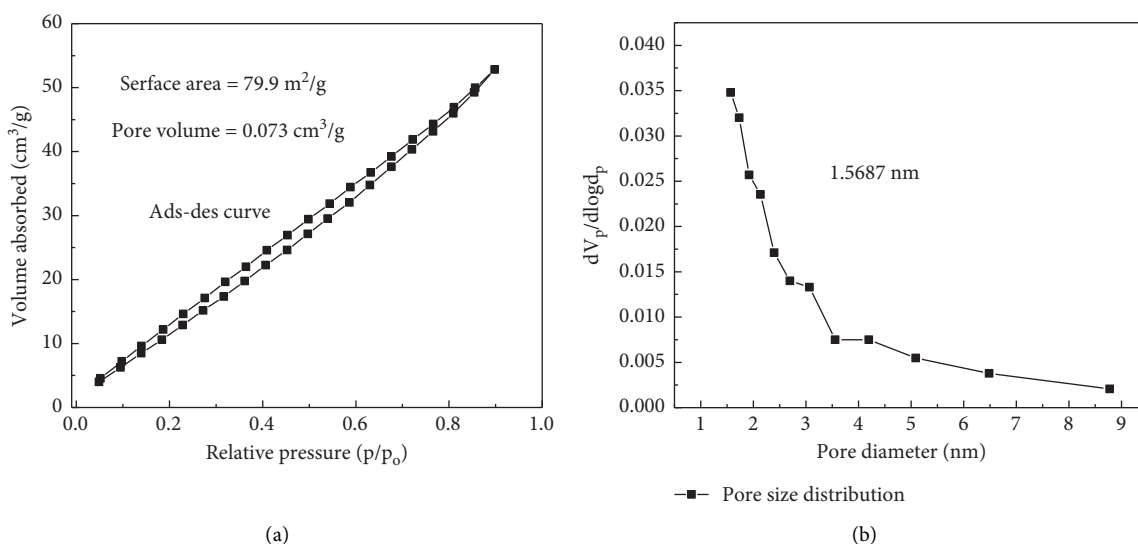 60
50
40
30
20
10
0
Volume absorbed (cm³/g)
Serface area = 79.9 m²/g
Pore volume = 0.073 cm³/g
Ads-des curve
0.0 0.2 0.4 0.6 0.8 1.0
Relative pressure (p/pₒ)
(a)
0.040
0.035
0.030
0.025
0.020
0.015
0.010
0.005
0.000
dVₚ/dlogdₚ
1.5687 nm
1 2 3 4 5 6 7 8 9
Pore diameter (nm)
Pore size distribution
(b)